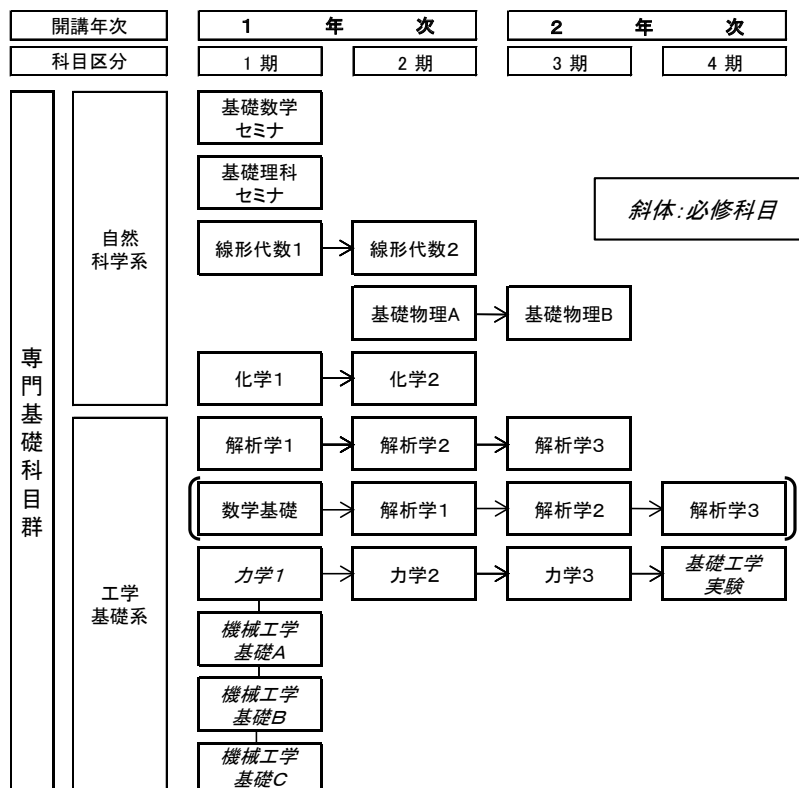 開講年次
1 年 次
2 年 次
科目区分
1 期
2 期
3 期
4 期
専門基礎科目群
自然
科学系
基礎数学
セミナ
基礎理科
セミナ
斜体:必修科目
線形代数1
線形代数2
基礎物理A
基礎物理B
化学1
化学2
工学
基礎系
解析学1
解析学2
解析学3
数学基礎
解析学1
解析学2
解析学3
力学1
力学2
力学3
基礎工学
実験
機械工学
基礎A
機械工学
基礎B
機械工学
基礎C